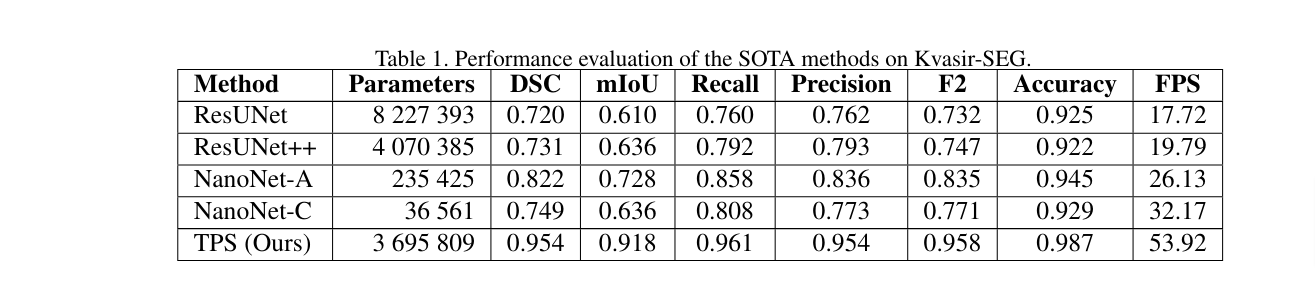 Table 1. Performance evaluation of the SOTA methods on Kvasir-SEG.
Method Parameters DSC mIoU Recall Precision F2 Accuracy FPS
ResUNet 8 227 393 0.720 0.610 0.760 0.762 0.732 0.925 17.72
ResUNet++ 4 070 385 0.731 0.636 0.792 0.793 0.747 0.922 19.79
NanoNet-A 235 425 0.822 0.728 0.858 0.836 0.835 0.945 26.13
NanoNet-C 36 561 0.749 0.636 0.808 0.773 0.771 0.929 32.17
TPS (Ours) 3 695 809 0.954 0.918 0.961 0.954 0.958 0.987 53.92